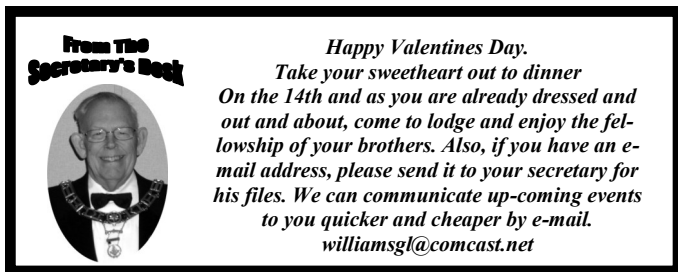 From The
Secretary's Desk
Happy Valentines Day.
Take your sweetheart out to dinner
On the 14th and as you are already dressed and
out and about, come to lodge and enjoy the fel-
lowship of your brothers. Also, if you have an e-
mail address, please send it to your secretary for
his files. We can communicate up-coming events
to you quicker and cheaper by e-mail.
williamsgl@comcast.net